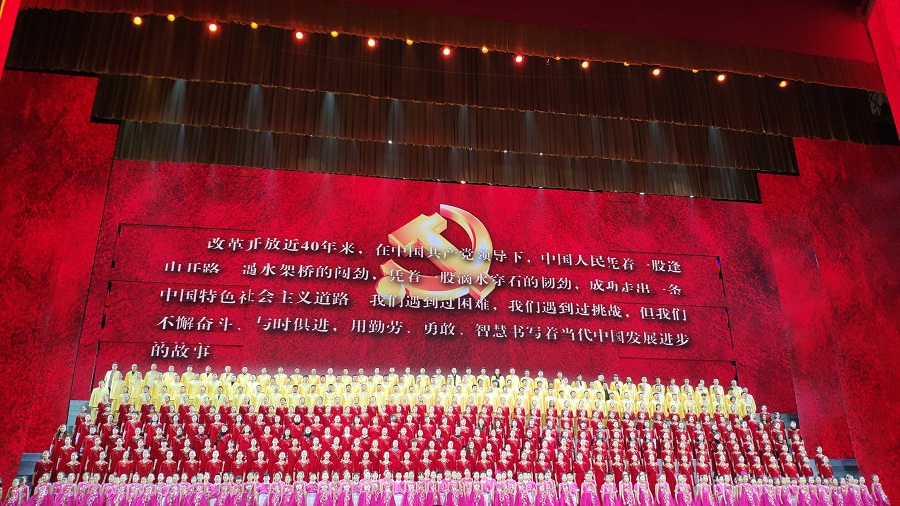 改革开放近40年来，在中国共产党领导下，中国人民凭着一股逢
山开路、遇水架桥的闯劲，凭着一股滴水穿石的韧劲，成功走出一条
中国特色社会主义道路。我们遇到过困难，我们遇到过挑战，但我们
不懈奋斗、与时俱进，用勤劳、勇敢、智慧书写着当代中国发展进步
的故事